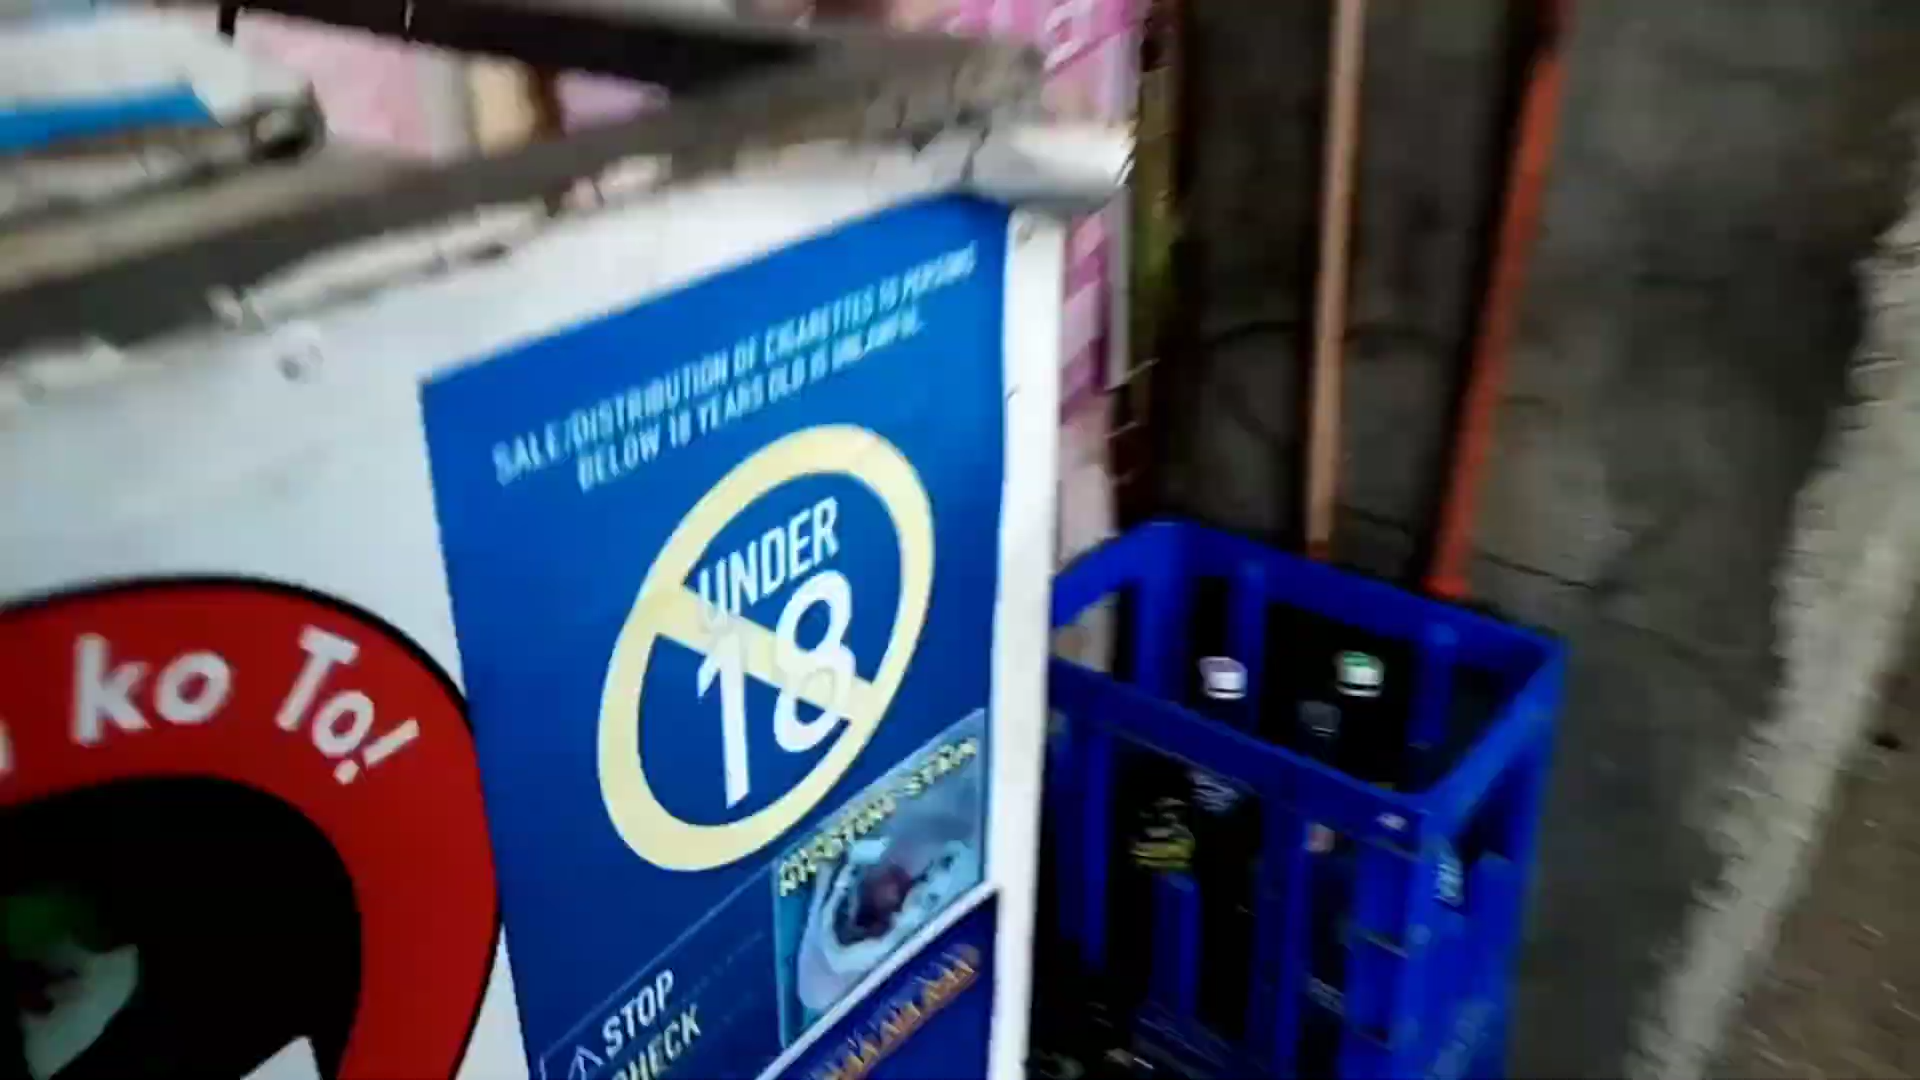 SALE/DISTRIBUTION OF CIGARETTES TO PERSONS
BELOW 18 YEARS OLD IS UNLAWFUL.
UNDER
18
ko To!
STOP
CHECK